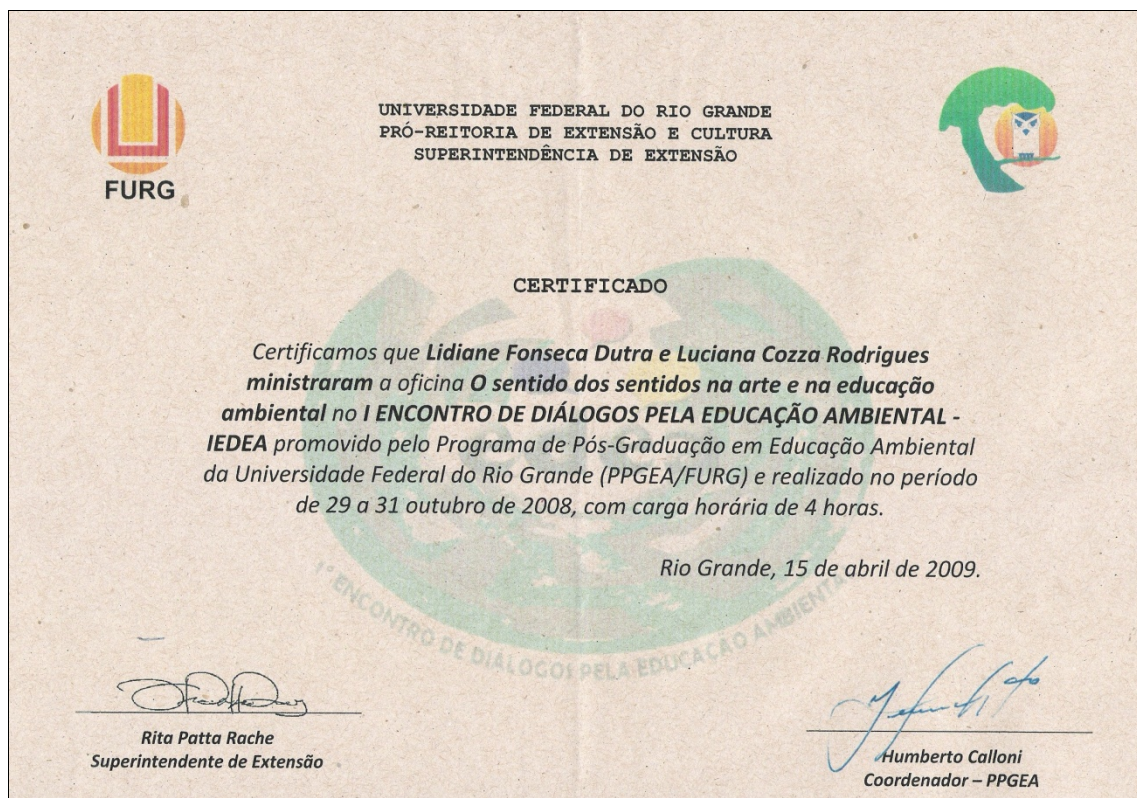 UNIVERSIDADE FEDERAL DO RIO GRANDE
PRÓ-REITORIA DE EXTENSÃO E CULTURA
SUPERINTENDÊNCIA DE EXTENSÃO
FURG
CERTIFICADO
Certificamos que Lidiane Fonseca Dutra e Luciana Cozza Rodrigues
ministraram a oficina O sentido dos sentidos na arte e na educação
ambiental no I ENCONTRO DE DIÁLOGOS PELA EDUCAÇÃO AMBIENTAL -
IEDEA promovido pelo Programa de Pós-Graduação em Educação Ambiental
da Universidade Federal do Rio Grande (PPGEA/FURG) e realizado no período
de 29 a 31 outubro de 2008, com carga horária de 4 horas.
Rio Grande, 15 de abril de 2009.
1º ENCONTRO DE DIÁLOGOS PELA EDUCAÇÃO AMBIENTAL
Rita Patta Rache
Superintendente de Extensão
Humberto Calloni
Coordenador – PPGEA